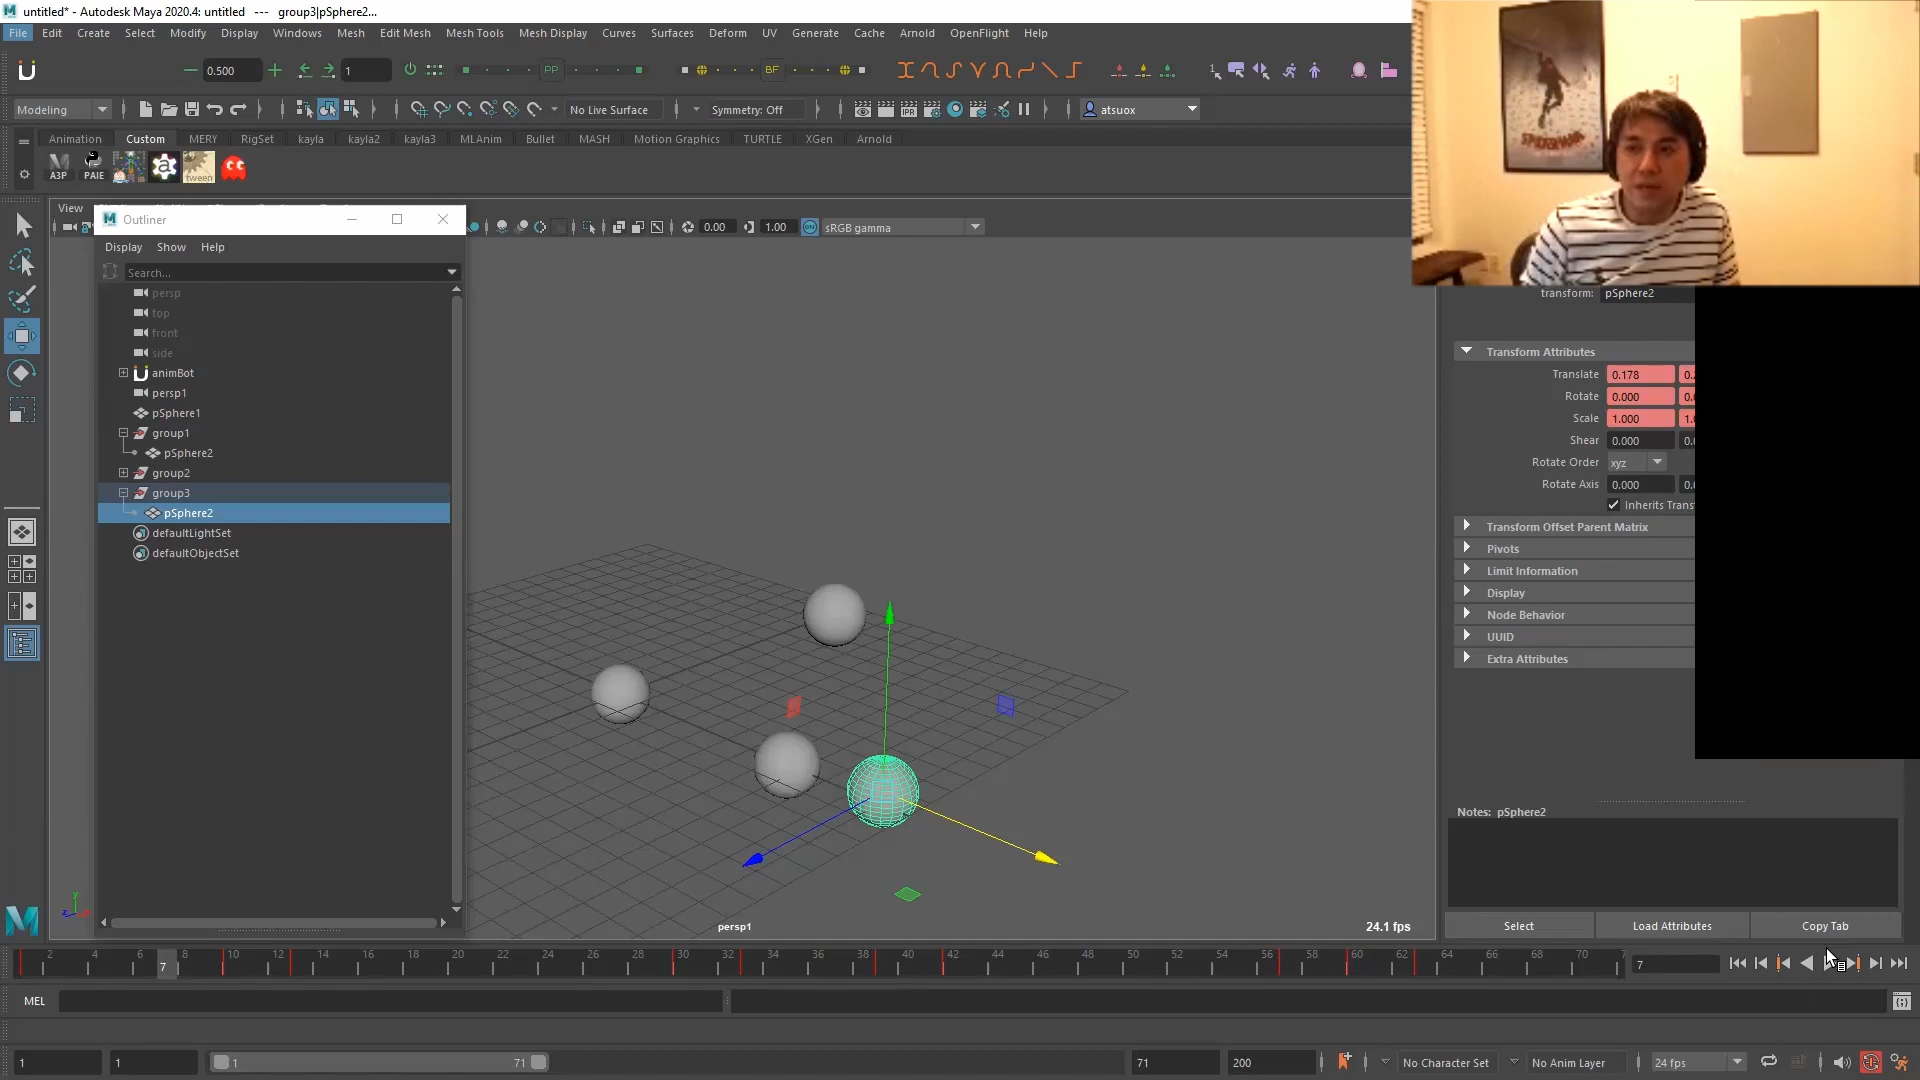 untitled* - Autodesk Maya 2020.4: untitled --- group3|pSphere2...
File Edit Create Select Modify Display Windows Mesh Edit Mesh Mesh Tools Mesh Display Curves Surfaces Deform UV Generate Cache Arnold OpenFlight Help
0.500 1 PP BF
Modeling No Live Surface Symmetry: Off IPR atsuox
Animation Custom MERY RigSet kayla kayla2 kayla3 MLAnim Bullet MASH Motion Graphics TURTLE XGen Arnold
A3P PAIE tween
View
Outliner
0.00 1.00 sRGB gamma
Display Show Help
Search...
persp
top
front
side
animBot
persp1
pSphere1
group1
pSphere2
group2
group3
pSphere2
defaultLightSet
defaultObjectSet
persp1
24.1 fps
transform: pSphere2
Transform Attributes
Translate 0.178
Rotate 0.000
Scale 1.000
Shear 0.000
Rotate Order xyz
Rotate Axis 0.000
Inherits Trans
Transform Offset Parent Matrix
Pivots
Limit Information
Display
Node Behavior
UUID
Extra Attributes
Notes: pSphere2
Select Load Attributes Copy Tab
2 4 6 8 10 12 14 16 18 20 22 24 26 28 30 32 34 36 38 40 42 44 46 48 50 52 54 56 58 60 62 64 66 68 70
7 7
MEL
1 1 1 71 71 200 No Character Set No Anim Layer 24 fps